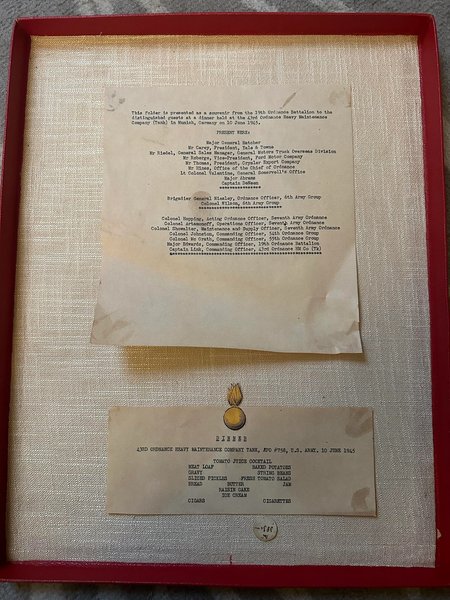 This folder is presented as a souvenir from the 19th Ordnance Battalion to the
distinguished guests at a dinner held at the 43rd Ordnance Heavy Maintenance
Company (Tank) in Munich, Germany on 10 June 1945.
PRESENT WERE:
Major General Hatcher
Mr Carey, President, Yale & Towne
Mr Riedel, General Sales Manager, General Motors Truck Overseas Division
Mr Roberge, Vice-President, Ford Motor Company
Mr Thomas, President, Crysler Export Company
Mr Hines, Office of the Chief of Ordnance
Lt Colonel Valentine, General Somervell's Office
Major Abrams
Captain DeNean
Brigadier General Nisley, Ordnance Officer, 6th Army Group
Colonel Wilson, 6th Army Group
Colonel Hopping, Acting Ordnance Officer, Seventh Army Ordnance
Colonel Artamonoff, Operations Officer, Seventh Army Ordnance
Colonel Showalter, Maintenance and Supply Officer, Seventh Army Ordnance
Colonel Johnston, Commanding Officer, 54th Ordnance Group
Colonel Mc Grath, Commanding Officer, 55th Ordnance Group
Major Edwards, Commanding Officer, 19th Ordnance Battalion
Captain Link, Commanding Officer, 43rd Ordnance HM Co (Tk)
DINNER
43RD ORDNANCE HEAVY MAINTENANCE COMPANY TANK, APO #758, U.S. ARMY. 10 JUNE 1945
TOMATO JUICE COCKTAIL
MEAT LOAF BAKED POTATOES
GRAVY STRING BEANS
SLICED PICKLES FRESH TOMATO SALAD
BREAD BUTTER JAM
RAISIN CAKE
ICE CREAM
CIGARS CIGARETTES